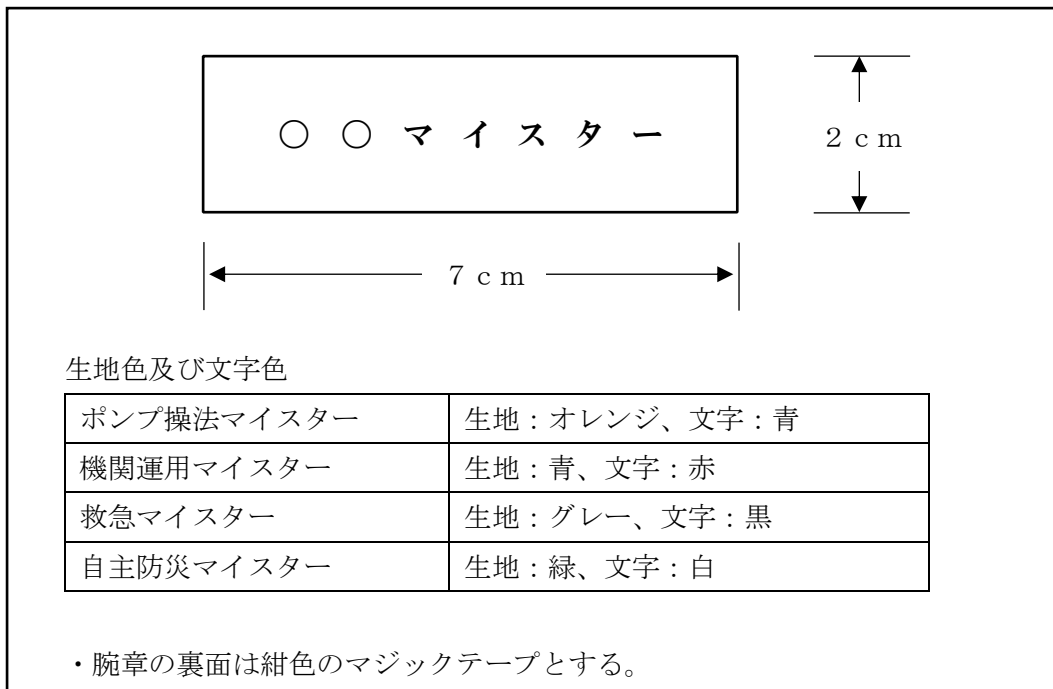 ○○マイスター
２ｃｍ
７ｃｍ
生地色及び文字色
ポンプ操法マイスター 生地：オレンジ、文字：青
機関運用マイスター 生地：青、文字：赤
救急マイスター 生地：グレー、文字：黒
自主防災マイスター 生地：緑、文字：白
・腕章の裏面は紺色のマジックテープとする。